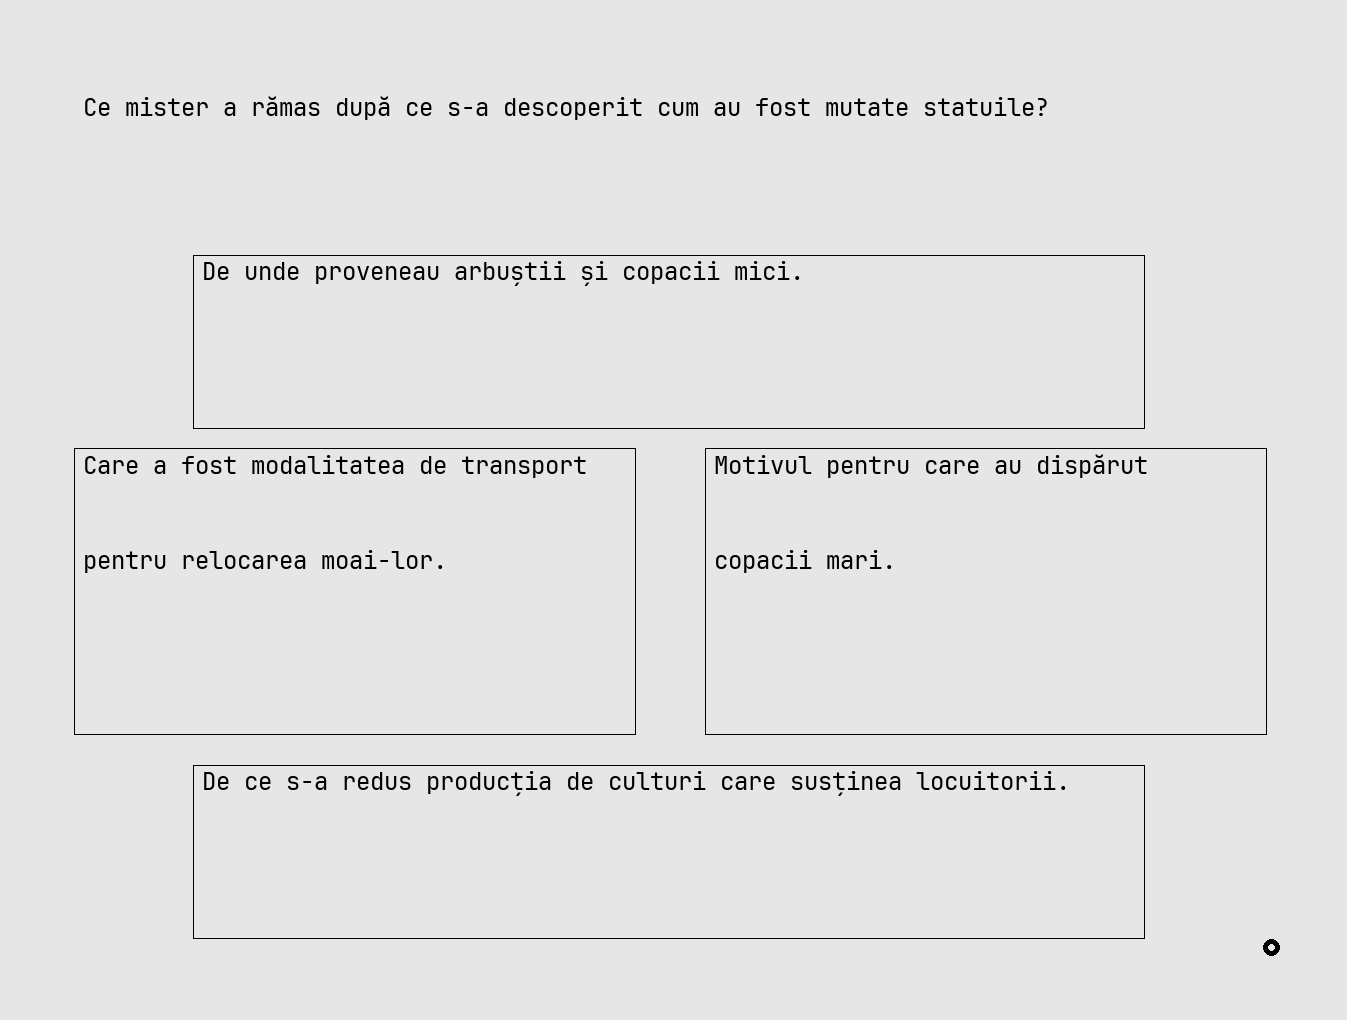 Ce mister a rămas după ce s-a descoperit cum au fost mutate statuile?
De unde proveneau arbuștii și copacii mici.
Care a fost modalitatea de transport
pentru relocarea moai-lor.
Motivul pentru care au dispărut
copacii mari.
De ce s-a redus producția de culturi care susținea locuitorii.